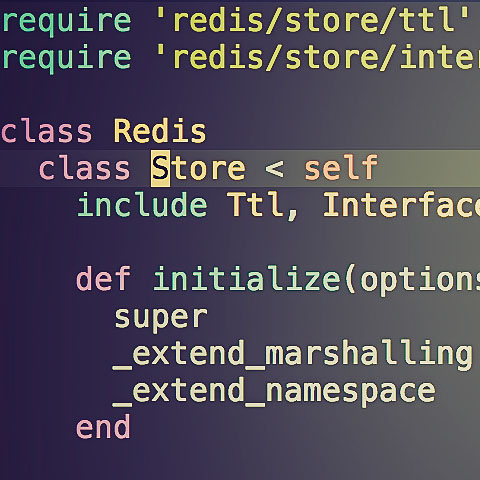 require 'redis/store/ttl'
require 'redis/store/inter
class Redis
class Store < self
include Ttl, Interface
def initialize(options
super
_extend_marshalling
_extend_namespace
end